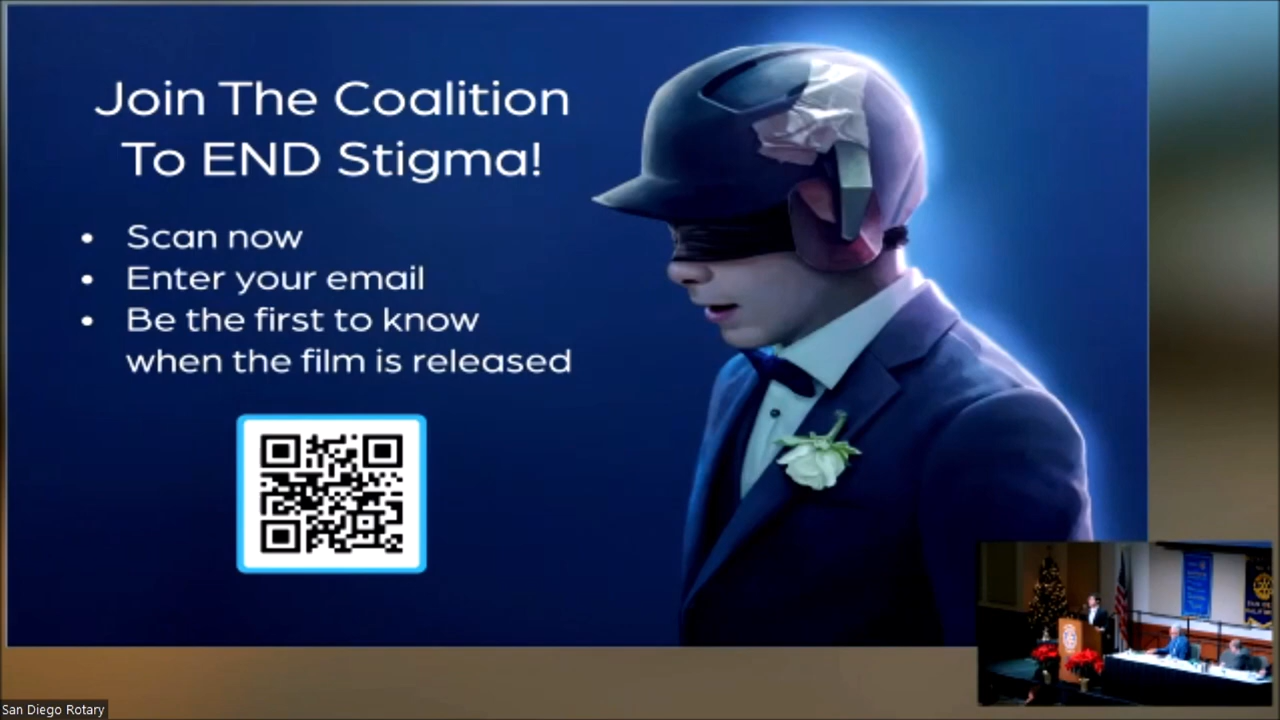 Join The Coalition
To END Stigma!
• Scan now
• Enter your email
• Be the first to know
when the film is released
San Diego Rotary